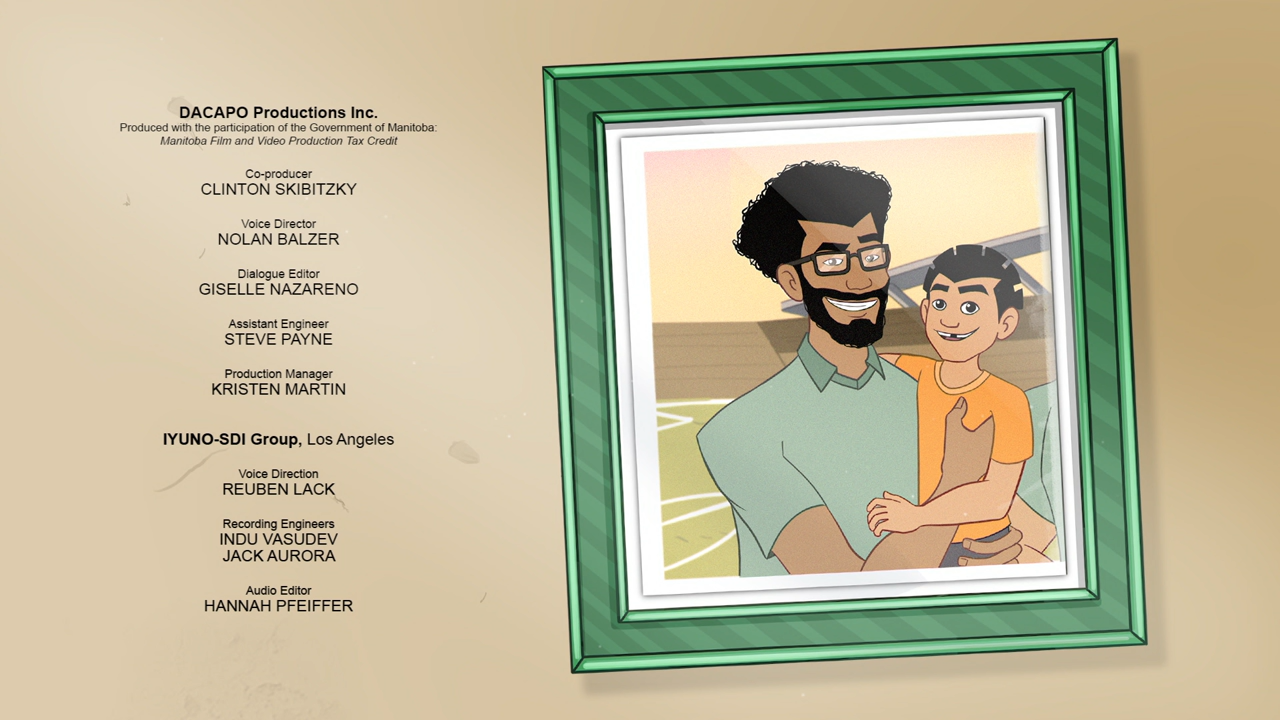 DACAPO Productions Inc.
Produced with the participation of the Government of Manitoba:
Manitoba Film and Video Production Tax Credit
Co-producer
CLINTON SKIBITZKY
Voice Director
NOLAN BALZER
Dialogue Editor
GISELLE NAZARENO
Assistant Engineer
STEVE PAYNE
Production Manager
KRISTEN MARTIN
IYUNO-SDI Group, Los Angeles
Voice Direction
REUBEN LACK
Recording Engineers
INDU VASUDEV
JACK AURORA
Audio Editor
HANNAH PFEIFFER